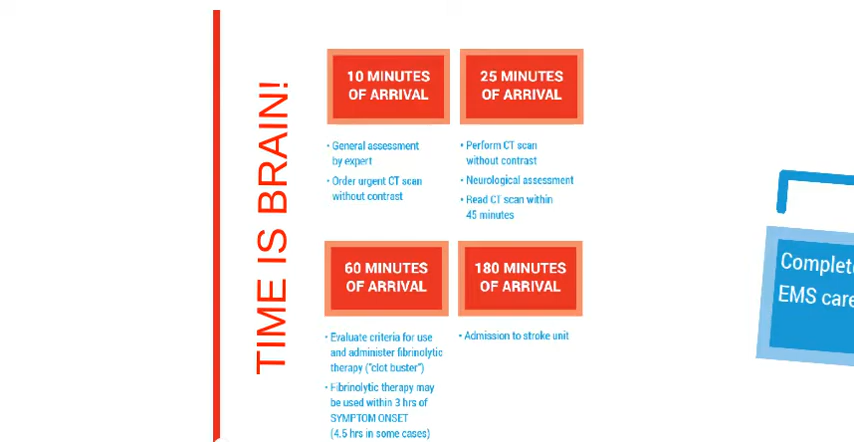 TIME IS BRAIN!
10 MINUTES
OF ARRIVAL
• General assessment
by expert
• Order urgent CT scan
without contrast
25 MINUTES
OF ARRIVAL
• Perform CT scan
without contrast
• Neurological assessment
• Read CT scan within
45 minutes
60 MINUTES
OF ARRIVAL
• Evaluate criteria for use
and administer fibrinolytic
therapy ("clot buster")
• Fibrinolytic therapy may
be used within 3 hrs of
SYMPTOM ONSET
(4.5 hrs in some cases)
180 MINUTES
OF ARRIVAL
• Admission to stroke unit
Complete
EMS care